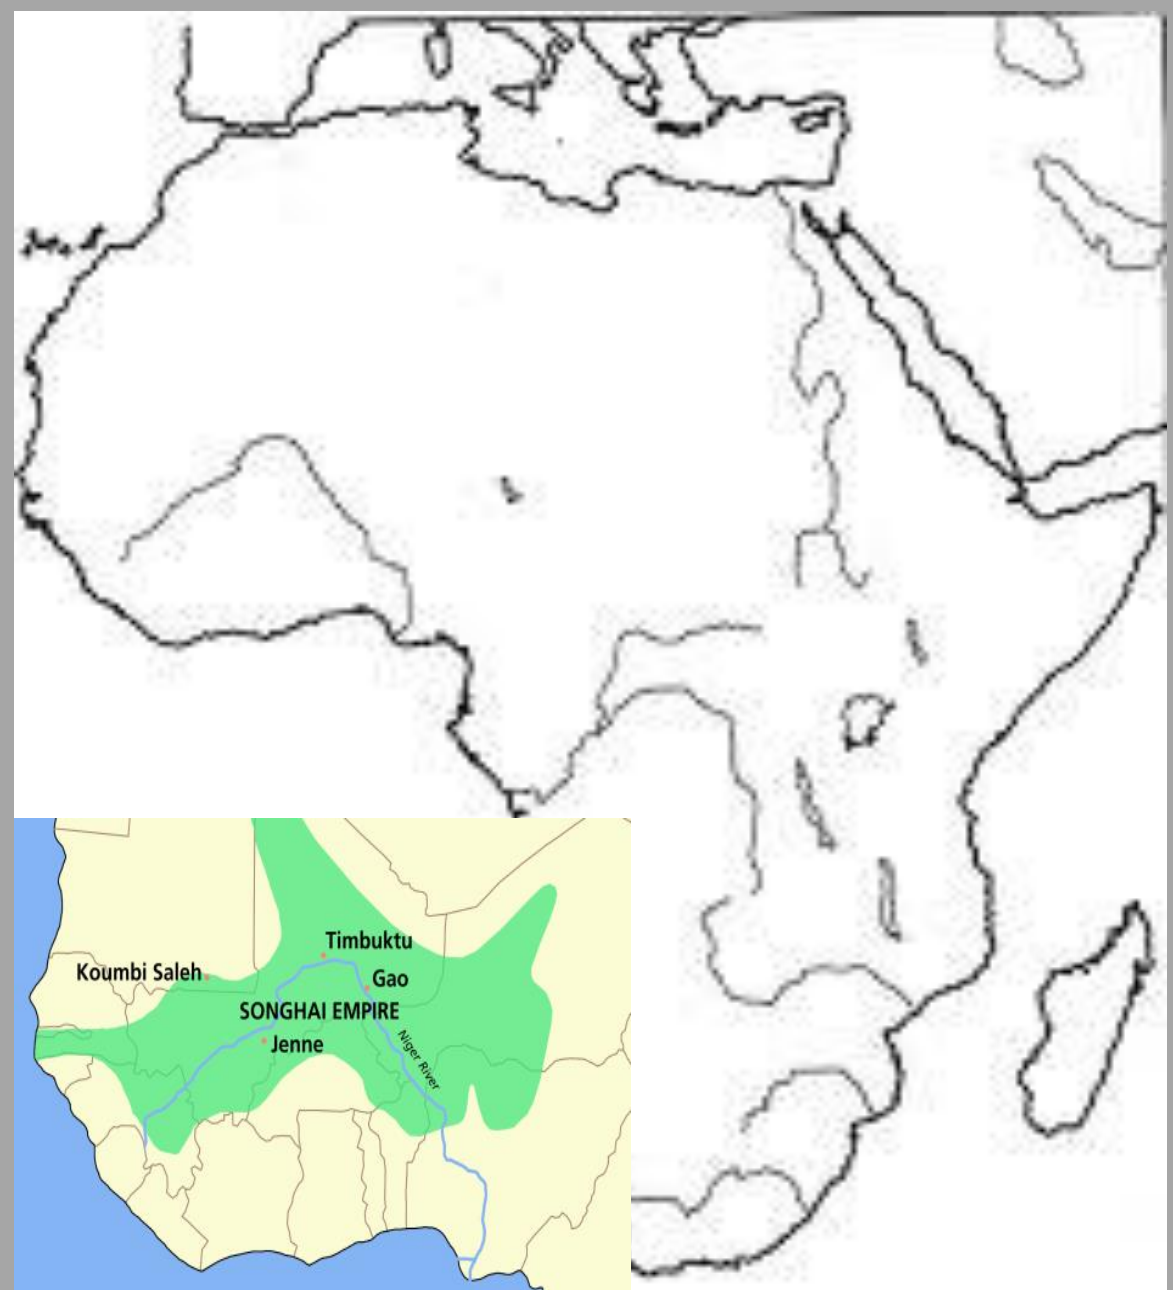 Timbuktu
Koumbi Saleh
Gao
SONGHAI EMPIRE
Jenne
Niger River